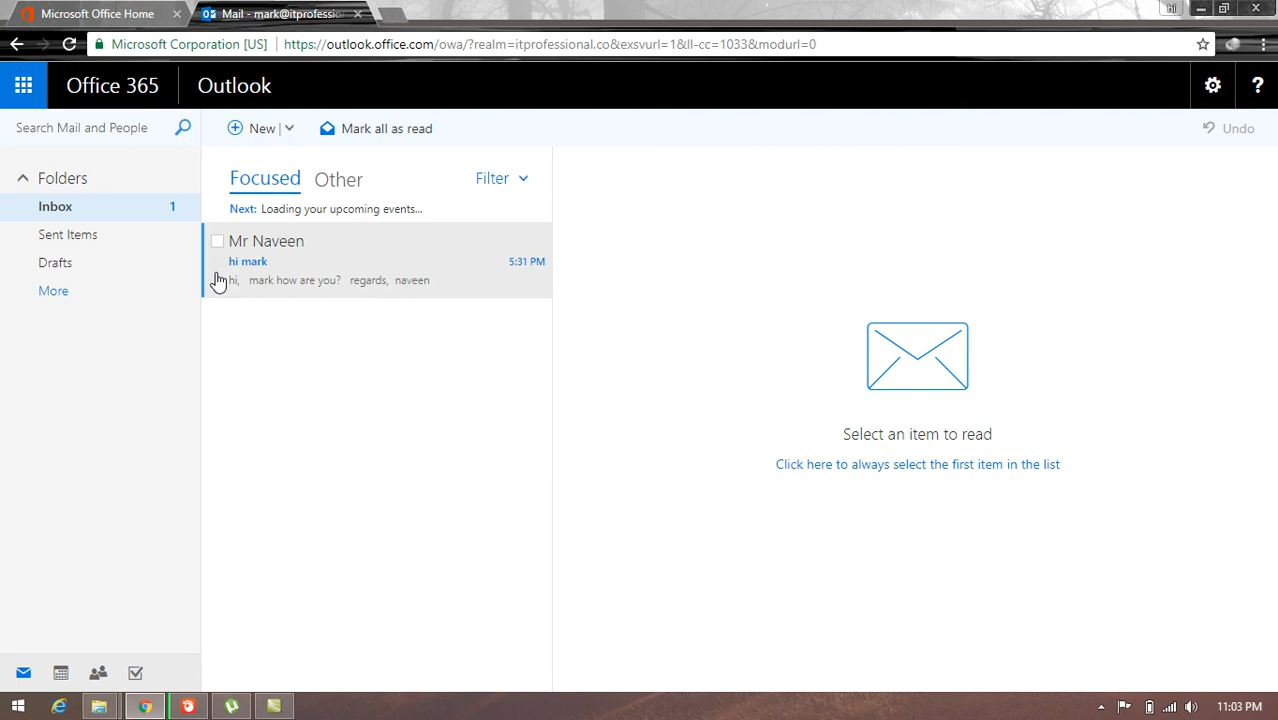 Microsoft Office Home
Mail - mark@itprofessio
hi
Microsoft Corporation [US]
https://outlook.office.com/owa/?realm=itprofessional.co&exsvurl=1&ll-cc=1033&modurl=0
Office 365
Outlook
?
Search Mail and People
New
Mark all as read
Undo
Folders
Inbox 1
Sent Items
Drafts
More
Focused Other Filter
Next: Loading your upcoming events...
Mr Naveen
hi mark 5:31 PM
hi, mark how are you? regards, naveen
Select an item to read
Click here to always select the first item in the list
11:03 PM